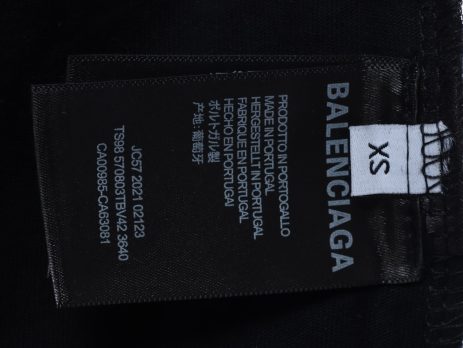 BALENCIAGA
PRODOTTO IN PORTOGALLO
MADE IN PORTUGAL
HERGESTELLT IN PORTUGAL
FABRIQUE EN PORTUGAL
HECHO EN PORTUGAL
ポルトガル製
产地: 葡萄牙
JC57 2021 02123
TS98 570803TBV42 3640
CA00985-CA63081
XS